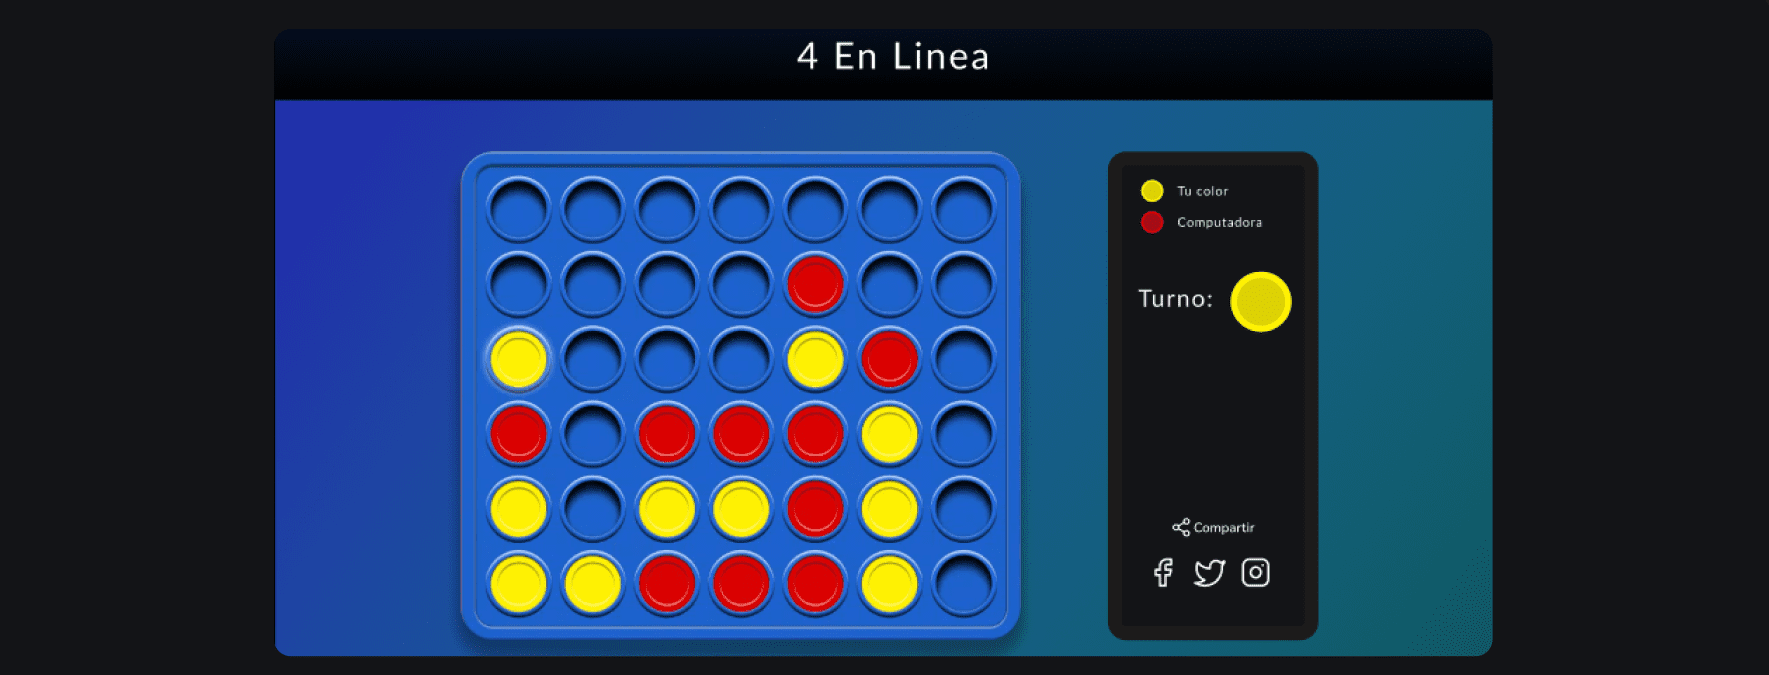 4 En Linea
Tu color
Computadora
Turno:
Compartir